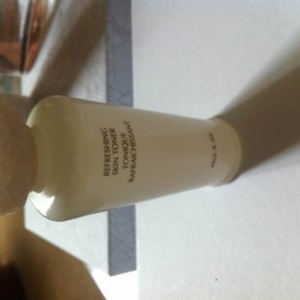 REFRESHING
SKIN TONER
TONIQUE
RAFRAICHISSANT